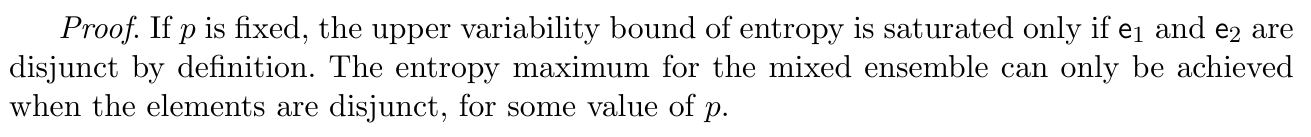 Proof. If p is fixed, the upper variability bound of entropy is saturated only if e₁ and e₂ are
disjunct by definition. The entropy maximum for the mixed ensemble can only be achieved
when the elements are disjunct, for some value of p.